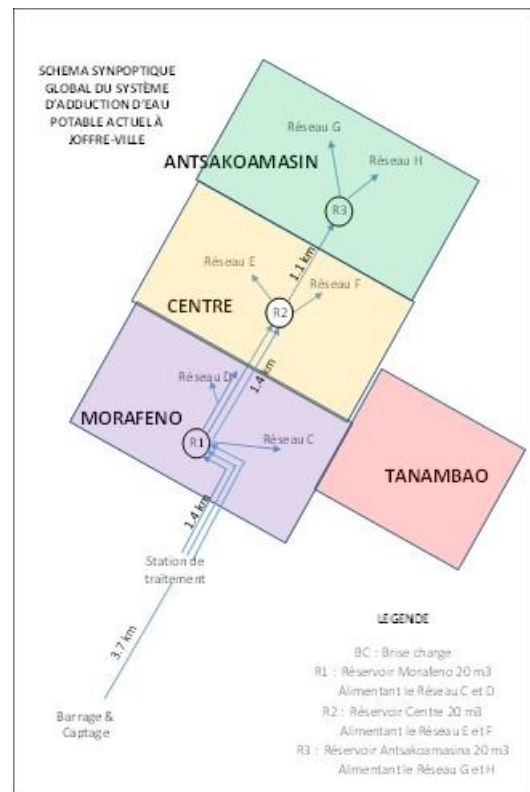 SCHEMA SYNPOPTIQUE
GLOBAL DU SYSTÈME
D'ADDUCTION D'EAU
POTABLE ACTUEL À
JOFFRE-VILLE
Réseau G
ANTSAKOAMASIN
Réseau H
R3
1.1 km
Réseau E
Réseau F
CENTRE
R2
Réseau D
1.4 km
MORAFENO
R1
Réseau C
TANAMBAO
1.4 km
Station de
traitement
3.7 km
Barrage &
Captage
LEGENDE
BC : Brise charge
R1 : Réservoir Morafeno 20 m3
Alimentant le Réseau C et D
R2 : Réservoir Centre 20 m3
Alimentant le Réseau E et F
R3 : Réservoir Antsakoamasina 20 m3
Alimentant le Réseau G et H